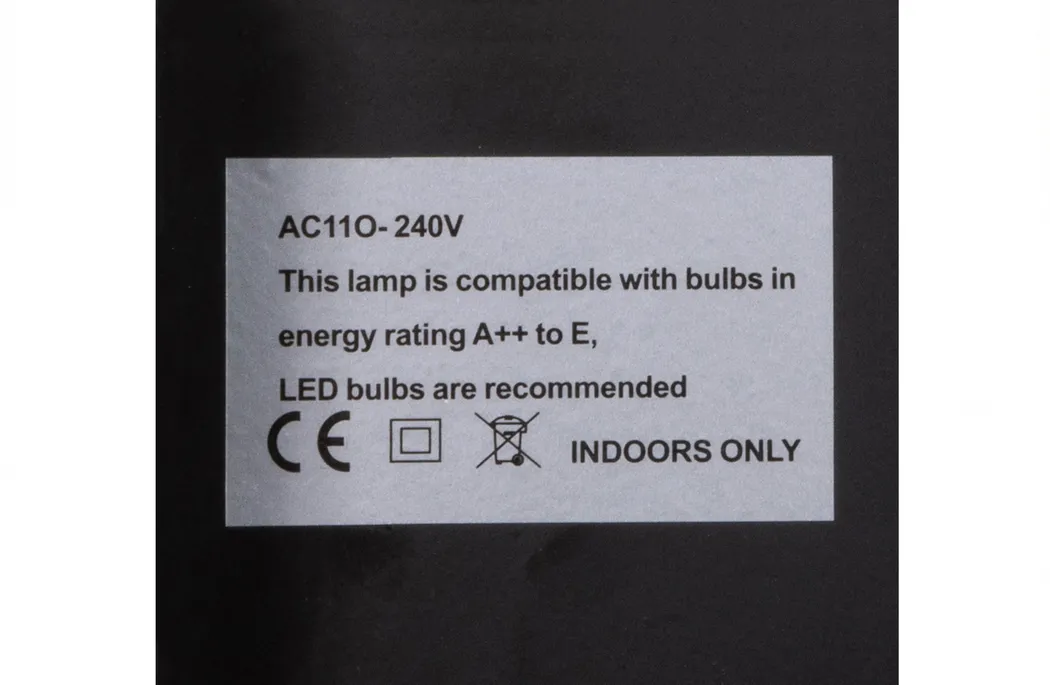 AC11O- 240V
This lamp is compatible with bulbs in
energy rating A++ to E,
LED bulbs are recommended
CE INDOORS ONLY